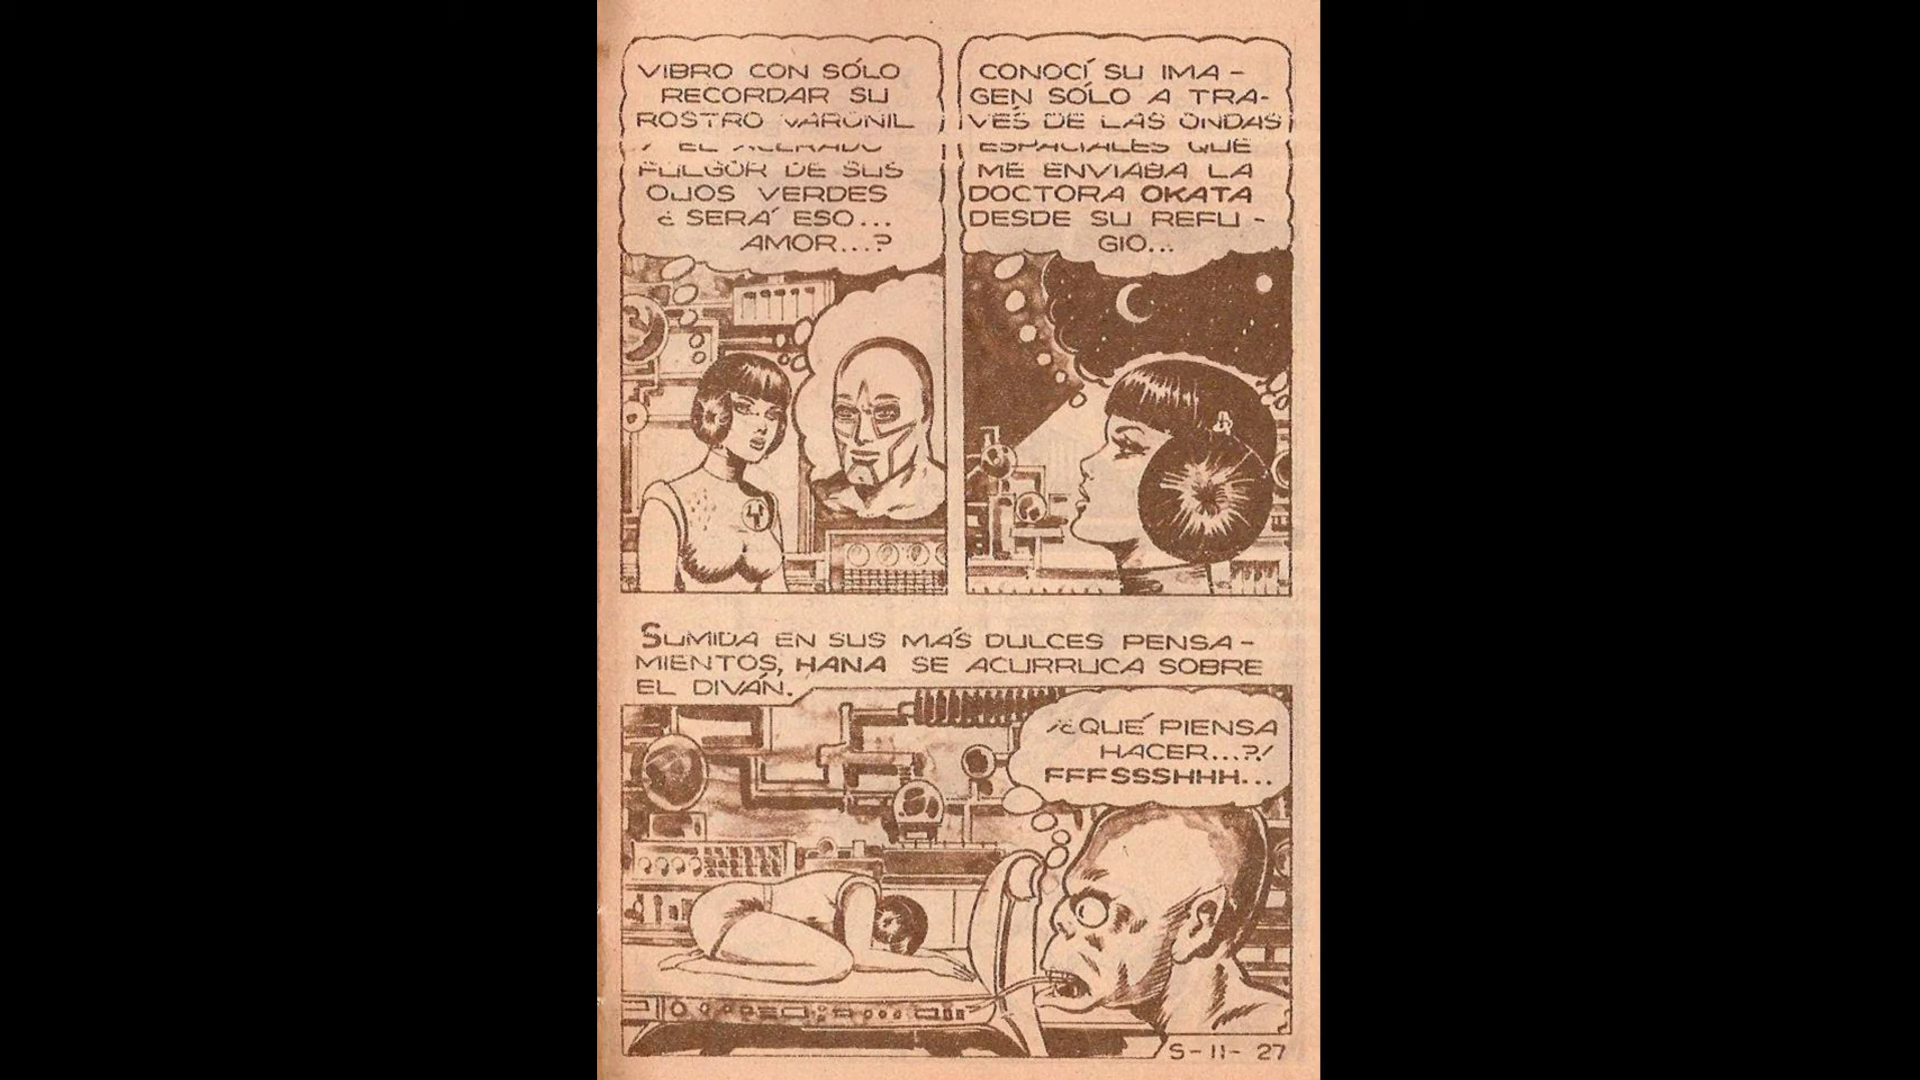 VIBRO CON SÓLO
RECORDAR SU
ROSTRO VARONIL
Y EL ACERADO
FULGOR DE SUS
OJOS VERDES
¿SERÁ ESO...
AMOR...?
CONOCÍ SU IMA-
GEN SÓLO A TRA-
VÉS DE LAS ONDAS
ESPACIALES QUE
ME ENVIABA LA
DOCTORA OKATA
DESDE SU REFU-
GIO...
SUMIDA EN SUS MÁS DULCES PENSA-
MIENTOS, HANA SE ACURRUCA SOBRE
EL DIVÁN.
¡¿QUÉ PIENSA
HACER...?!
FFFSSSHHH...
S-11-27